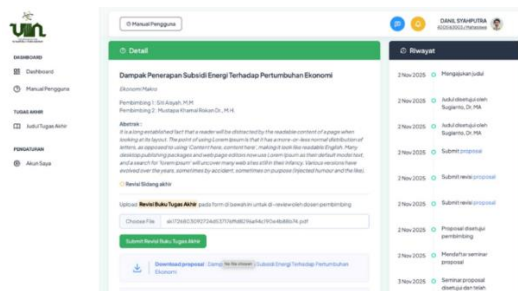 UIN
DASHBOARD
Dashboard
Manual Pengguna
TUGAS AKHIR
Judul Tugas Akhir
PENGATURAN
Akun Saya
Manual Pengguna
DANIL SYAHPUTRA
Detail
Dampak Penerapan Subsidi Energi Terhadap Pertumbuhan Ekonomi
Ekonomi Makro
Pembimbing 1: Siti Aisyah, M.M
Pembimbing 2: Mustapa Khamal Rokan Dr., M.H.
Abstrak :
It is a long established fact that a reader will be distracted by the readable content of a page when
looking at its layout. The point of using Lorem Ipsum is that it has a more-or-less normal distribution of
letters, as opposed to using 'Content here, content here', making it look like readable English. Many
desktop publishing packages and web page editors now use Lorem Ipsum as their default model text,
and a search for 'lorem ipsum' will uncover many web sites still in their infancy. Various versions have
evolved over the years, sometimes by accident, sometimes on purpose (injected humour and the like).
Revisi Sidang akhir
Upload Revisi Buku Tugas Akhir pada form di bawah ini untuk di-review oleh dosen pembimbing
Choose File
Submit Revisi Buku Tugas Akhir
Download proposal : Subsidi Energi Terhadap Pertumbuhan
Ekonomi
No file chosen
Riwayat
2 Nov 2025 Mengajukan judul
2 Nov 2025 Judul disetujui oleh
Sugianto, Dr. MA
2 Nov 2025 Judul disetujui oleh
Sugianto, Dr. MA
2 Nov 2025 Submit proposal
2 Nov 2025 Submit revisi proposal
2 Nov 2025 Submit revisi proposal
2 Nov 2025 Proposal disetujui
pembimbing
2 Nov 2025 Mendaftar seminar
proposal
3 Nov 2025 Seminar proposal
disetujui dan telah